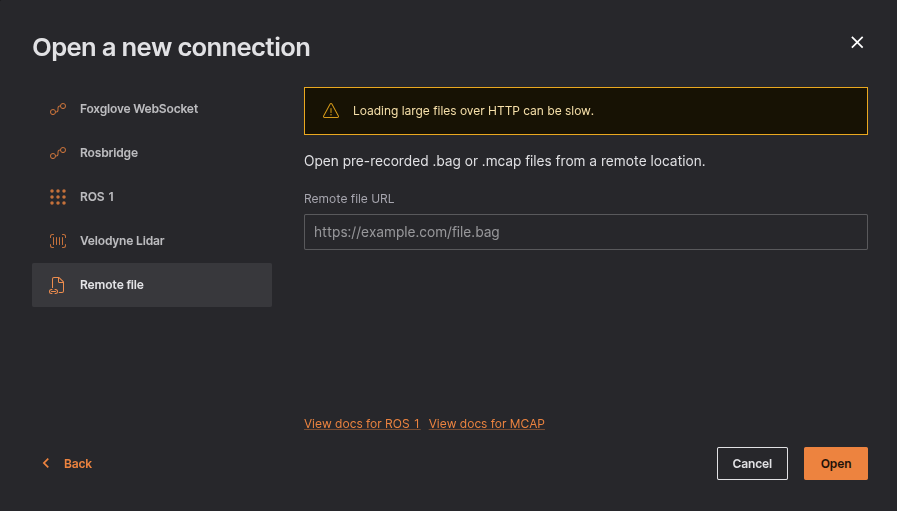 Open a new connection
Foxglove WebSocket
Rosbridge
ROS 1
Velodyne Lidar
Remote file
Loading large files over HTTP can be slow.
Open pre-recorded .bag or .mcap files from a remote location.
Remote file URL
https://example.com/file.bag
View docs for ROS 1 View docs for MCAP
Back
Cancel
Open